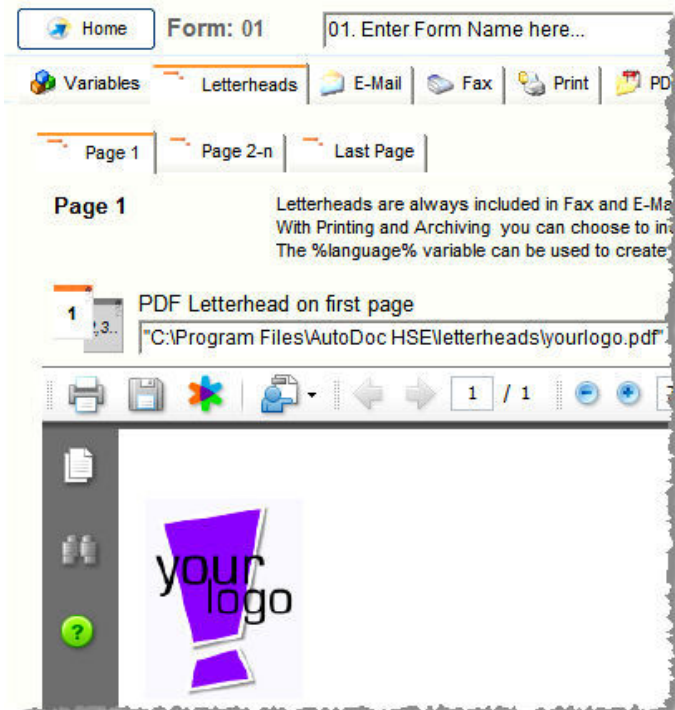 Home Form: 01 01. Enter Form Name here...
Variables Letterheads E-Mail Fax Print
Page 1 Page 2-n Last Page
Page 1
Letterheads are always included in Fax and
With Printing and Archiving you can choose to
The %language% variable can be used to create
1
2,3..
PDF Letterhead on first page
"C:\Program Files\AutoDoc HSE\letterheads\yourlogo.pdf"
1 / 1
your
logo
?